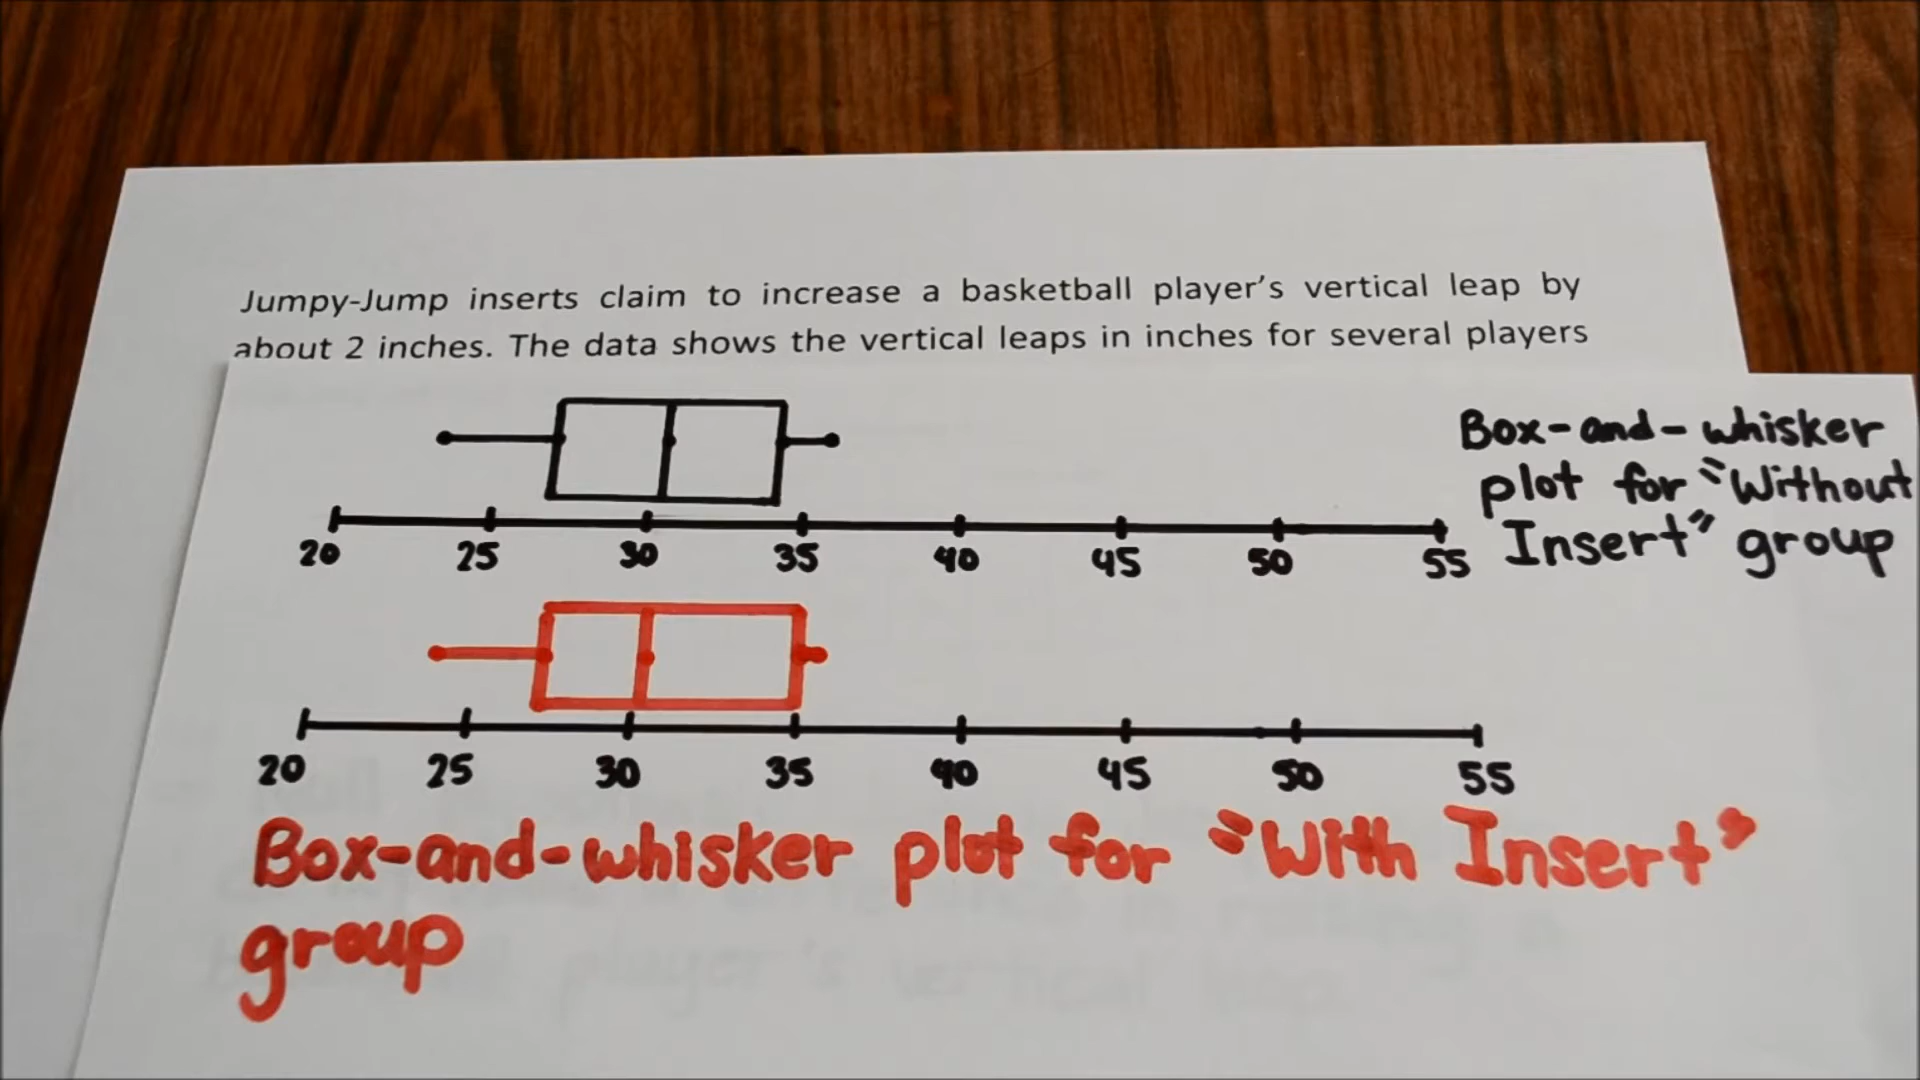 Jumpy-Jump inserts claim to increase a basketball player's vertical leap by
about 2 inches. The data shows the vertical leaps in inches for several players
Box-and-whisker
plot for "Without
Insert" group
20 25 30 35 40 45 50 55
20 25 30 35 40 45 50 55
Box-and-whisker plot for "With Insert"
group